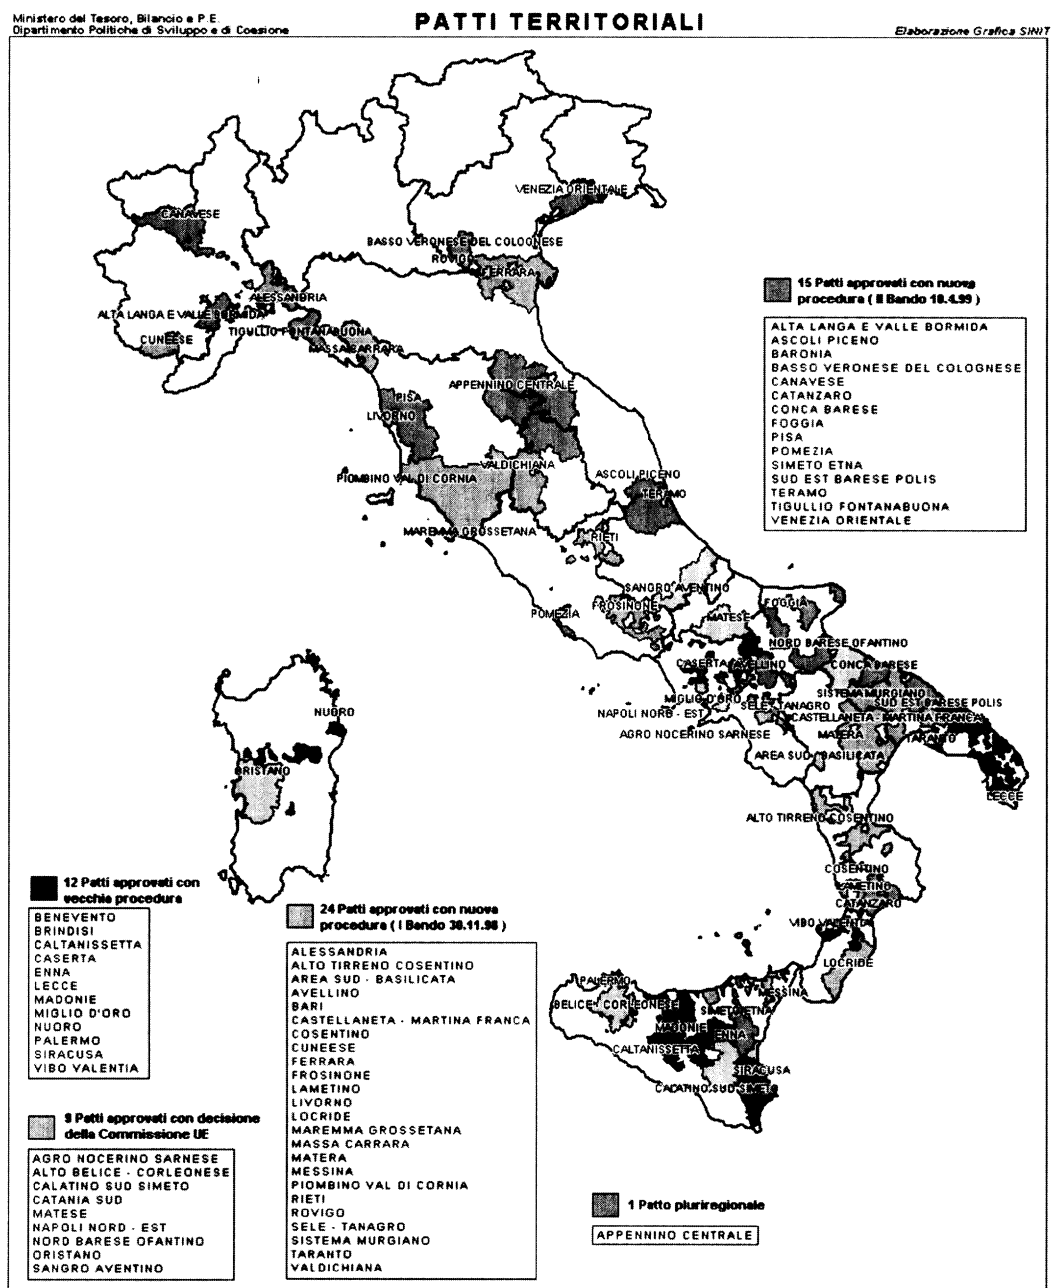 Ministero del Tesoro, Bilancio e P.E.
Dipartimento Politiche di Sviluppo e di Coesione
PATTI TERRITORIALI
Elaborazione Grafica SINIT
VENEZIA ORIENTALE
CANAVESE
BASSO VERONESE DEL COLOGNESE
ROVIGO
FERRARA
ALESSANDRIA
ALTA LANGA E VALLE BORMIDA
TIGULLIO FONTANABUONA
CUNEESE
MASSA CARRARA
APPENNINO CENTRALE
PISA
LIVORNO
VALDICHIANA
PIOMBINO VAL DI CORNIA
ASCOLI PICENO
TERAMO
MAREMMA GROSSETANA
RIETI
SANGRO AVENTINO
FROSINONE
POMEZIA
MATESE
FOGGIA
NORD BARESE OFANTINO
CASERTA
AVELLINO
CONCA BARESE
MIGLIO D'ORO
SISTEMA MURGIANO
SELE - TANAGRO
SUD EST BARESE POLIS
NAPOLI NORD - EST
CASTELLANETA - MARTINA FRANCA
AGRO NOCERINO SARNESE
MATERA
TARANTO
AREA SUD - BASILICATA
LECCE
NUORO
ORISTANO
ALTO TIRRENO COSENTINO
COSENTINO
LAMETINO
CATANZARO
VIBO VALENTIA
LOCRIDE
PALERMO
MESSINA
BELICE - CORLEONESE
SIMETO ETNA
MADONIE
ENNA
CALTANISSETTA
SIRACUSA
CALATINO SUD SIMETO
15 Patti approvati con nuova
procedura ( II Bando 10.4.99 )
ALTA LANGA E VALLE BORMIDA
ASCOLI PICENO
BARONIA
BASSO VERONESE DEL COLOGNESE
CANAVESE
CATANZARO
CONCA BARESE
FOGGIA
PISA
POMEZIA
SIMETO ETNA
SUD EST BARESE POLIS
TERAMO
TIGULLIO FONTANABUONA
VENEZIA ORIENTALE
12 Patti approvati con
vecchia procedura
BENEVENTO
BRINDISI
CALTANISSETTA
CASERTA
ENNA
LECCE
MADONIE
MIGLIO D'ORO
NUORO
PALERMO
SIRACUSA
VIBO VALENTIA
9 Patti approvati con decisione
della Commissione UE
AGRO NOCERINO SARNESE
ALTO BELICE - CORLEONESE
CALATINO SUD SIMETO
CATANIA SUD
MATESE
NAPOLI NORD - EST
NORD BARESE OFANTINO
ORISTANO
SANGRO AVENTINO
24 Patti approvati con nuova
procedura ( I Bando 30.11.98 )
ALESSANDRIA
ALTO TIRRENO COSENTINO
AREA SUD - BASILICATA
AVELLINO
BARI
CASTELLANETA - MARTINA FRANCA
COSENTINO
CUNEESE
FERRARA
FROSINONE
LAMETINO
LIVORNO
LOCRIDE
MAREMMA GROSSETANA
MASSA CARRARA
MATERA
MESSINA
PIOMBINO VAL DI CORNIA
RIETI
ROVIGO
SELE - TANAGRO
SISTEMA MURGIANO
TARANTO
VALDICHIANA
1 Patto pluriregionale
APPENNINO CENTRALE